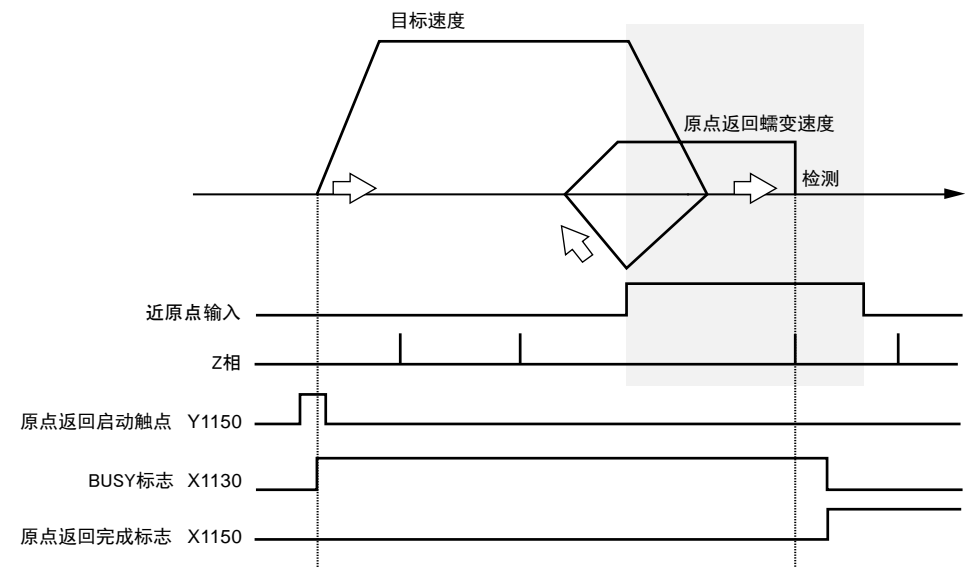 目标速度
原点返回蠕变速度
检测
近原点输入
Z相
原点返回启动触点 Y1150
BUSY标志 X1130
原点返回完成标志 X1150